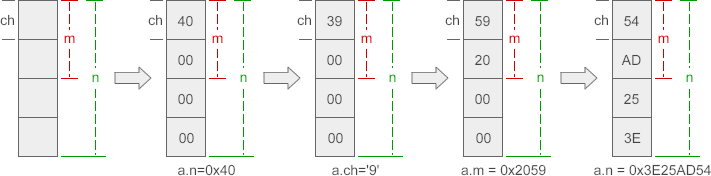 ch m n
ch 40 00 00 00 m n
a.n=0x40
ch 39 00 00 00 m n
a.ch='9'
ch 59 20 00 00 m n
a.m = 0x2059
ch 54 AD 25 3E m n
a.n = 0x3E25AD54